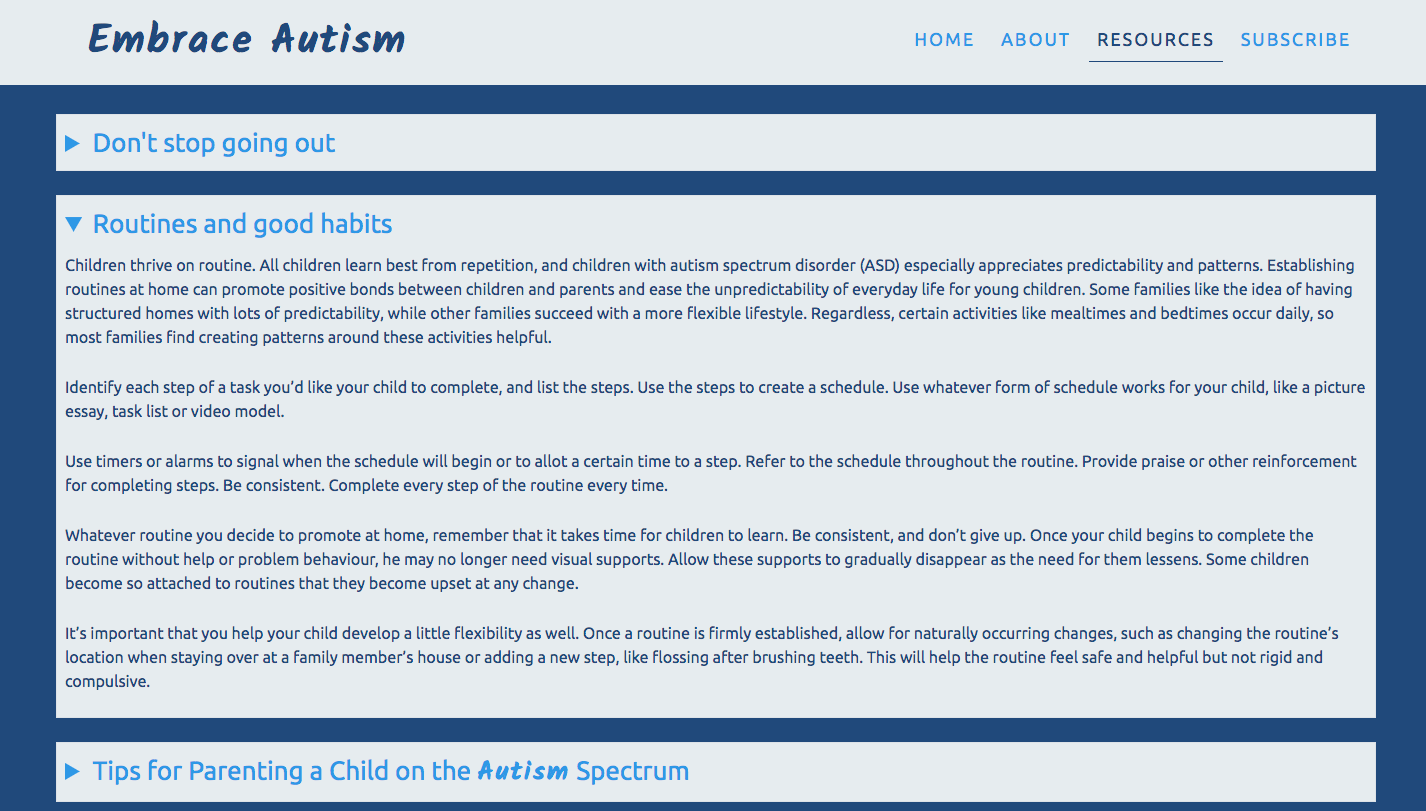 Embrace Autism
HOME ABOUT RESOURCES SUBSCRIBE
Don't stop going out
Routines and good habits
Children thrive on routine. All children learn best from repetition, and children with autism spectrum disorder (ASD) especially appreciates predictability and patterns. Establishing
routines at home can promote positive bonds between children and parents and ease the unpredictability of everyday life for young children. Some families like the idea of having
structured homes with lots of predictability, while other families succeed with a more flexible lifestyle. Regardless, certain activities like mealtimes and bedtimes occur daily, so
most families find creating patterns around these activities helpful.
Identify each step of a task you’d like your child to complete, and list the steps. Use the steps to create a schedule. Use whatever form of schedule works for your child, like a picture
essay, task list or video model.
Use timers or alarms to signal when the schedule will begin or to allot a certain time to a step. Refer to the schedule throughout the routine. Provide praise or other reinforcement
for completing steps. Be consistent. Complete every step of the routine every time.
Whatever routine you decide to promote at home, remember that it takes time for children to learn. Be consistent, and don’t give up. Once your child begins to complete the
routine without help or problem behaviour, he may no longer need visual supports. Allow these supports to gradually disappear as the need for them lessens. Some children
become so attached to routines that they become upset at any change.
It’s important that you help your child develop a little flexibility as well. Once a routine is firmly established, allow for naturally occurring changes, such as changing the routine’s
location when staying over at a family member’s house or adding a new step, like flossing after brushing teeth. This will help the routine feel safe and helpful but not rigid and
compulsive.
Tips for Parenting a Child on the Autism Spectrum